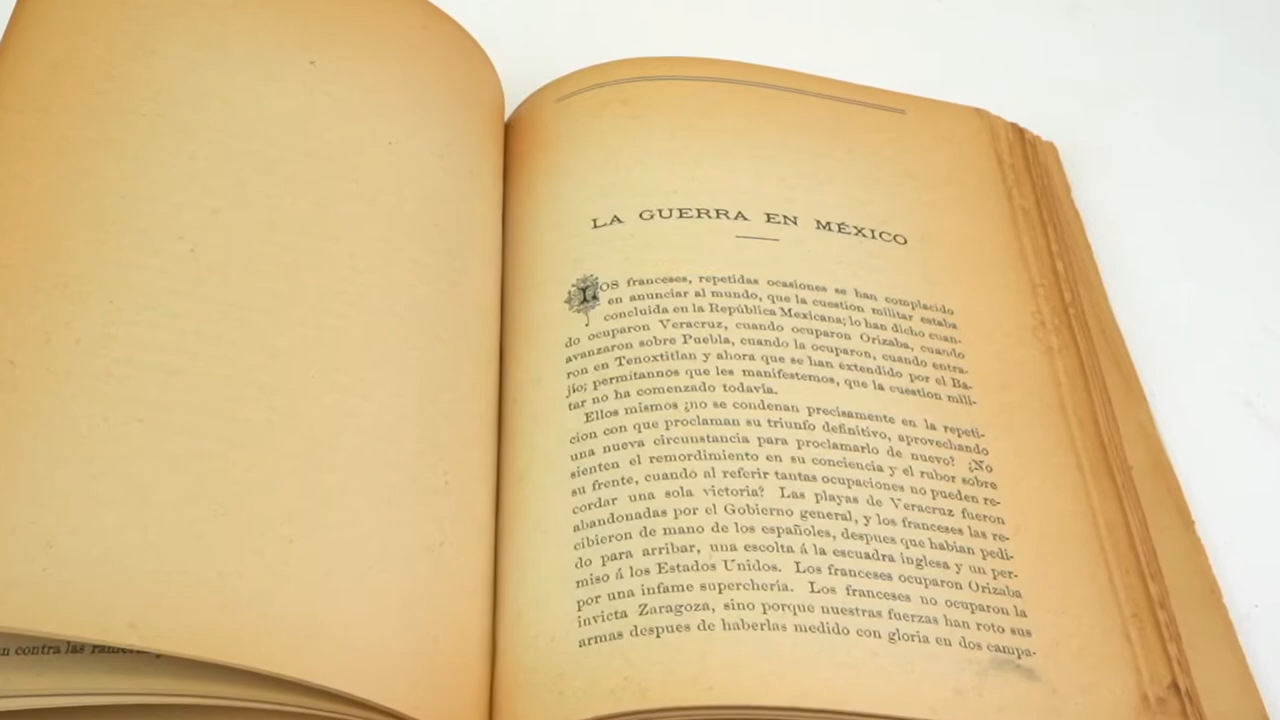 n contra las rameras
LA GUERRA EN MÉXICO
LOS franceses, repetidas ocasiones se han complacido
en anunciar al mundo, que la cuestion militar estaba
concluida en la República Mexicana; lo han dicho cuan-
do ocuparon Veracruz, cuando ocuparon Orizaba, cuando
avanzaron sobre Puebla, cuando la ocuparon, cuando entra-
ron en Tenoxtitlan y ahora que se han extendido por el Ba-
jío; permítannos que les manifestemos, que la cuestion mili-
tar no ha comenzado todavía.
Ellos mismos ¿no se condenan precisamente en la repeti-
cion con que proclaman su triunfo definitivo, aprovechando
una nueva circunstancia para proclamarlo de nuevo? ¿No
sienten el remordimiento en su conciencia y el rubor sobre
su frente, cuando al referir tantas ocupaciones no pueden re-
cordar una sola victoria? Las playas de Veracruz fueron
abandonadas por el Gobierno general, y los franceses las re-
cibieron de mano de los españoles, despues que habian pedi-
do para arribar, una escolta á la escuadra inglesa y un per-
miso á los Estados Unidos. Los franceses ocuparon Orizaba
por una infame superchería. Los franceses no ocuparon la
invicta Zaragoza, sino porque nuestras fuerzas han roto sus
armas despues de haberlas medido con gloria en dos campa-